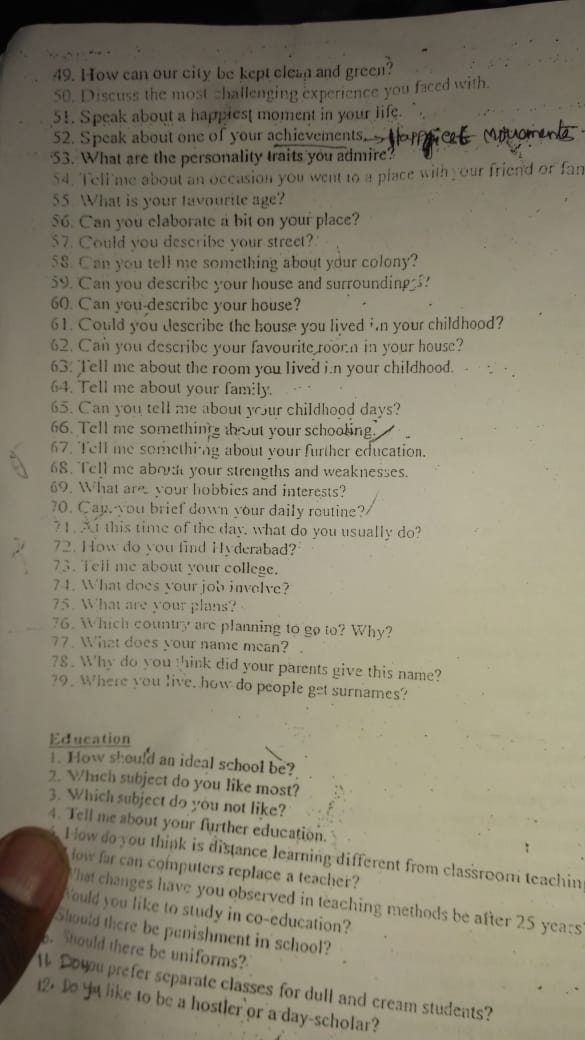 49. How can our city be kept clean and green?
50. Discuss the most challenging experience you faced with.
51. Speak about a happiest moment in your life.
52. Speak about one of your achievements. Happiest
53. What are the personality traits you admire?
54. Tell me about an occasion you went to a place with your friend or fam
55. What is your favourite age?
56. Can you elaborate a bit on your place?
57. Could you describe your street?
58. Can you tell me something about your colony?
59. Can you describe your house and surroundings?
60. Can you describe your house?
61. Could you describe the house you lived in your childhood?
62. Can you describe your favourite room in your house?
63. Tell me about the room you lived in your childhood.
64. Tell me about your family.
65. Can you tell me about your childhood days?
66. Tell me something about your schooling.
67. Tell me something about your further education.
68. Tell me about your strengths and weaknesses.
69. What are your hobbies and interests?
70. Can you brief down your daily routine?
71. At this time of the day, what do you usually do?
72. How do you find Hyderabad?
73. Tell me about your college.
74. What does your job involve?
75. What are your plans?
76. Which country are planning to go to? Why?
77. What does your name mean?
78. Why do you think did your parents give this name?
79. Where you live, how do people get surnames?
Education
1. How should an ideal school be?
2. Which subject do you like most?
3. Which subject do you not like?
4. Tell me about your further education.
How do you think is distance learning different from classroom teachin
How far can computers replace a teacher?
What changes have you observed in teaching methods be after 25 years
Would you like to study in co-education?
Should there be punishment in school?
Should there be uniforms?
11. Do you prefer separate classes for dull and cream students?
12. Do you like to be a hostler or a day-scholar?